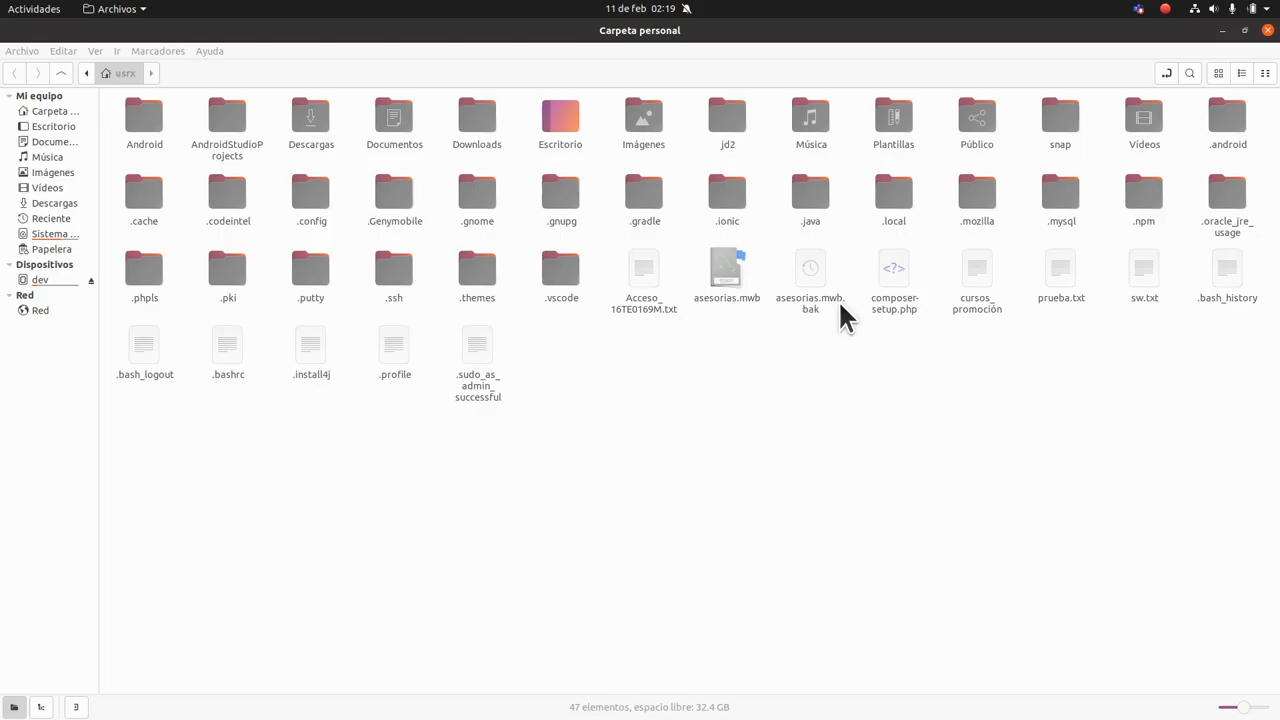 Actividades
Archivos
11 de feb 02:19
Carpeta personal
Archivo Editar Ver Ir Marcadores Ayuda
usrx
Mi equipo
Carpeta ...
Escritorio
Docume...
Música
Imágenes
Vídeos
Descargas
Reciente
Sistema ...
Papelera
Dispositivos
dev
Red
Red
Android
AndroidStudioP
rojects
Descargas
Documentos
Downloads
Escritorio
Imágenes
jd2
Música
Plantillas
Público
snap
Vídeos
.android
.cache
.codeintel
.config
.Genymobile
.gnome
.gnupg
.gradle
.ionic
.java
.local
.mozilla
.mysql
.npm
.oracle_jre_
usage
.phpls
.pki
.putty
.ssh
.themes
.vscode
Acceso_
16TE0169M.txt
asesorias.mwb
asesorias.mwb.
bak
<?>
composer-
setup.php
cursos_
promoción
prueba.txt
sw.txt
.bash_history
.bash_logout
.bashrc
.install4j
.profile
.sudo_as_
admin_
successful
47 elementos, espacio libre: 32.4 GB